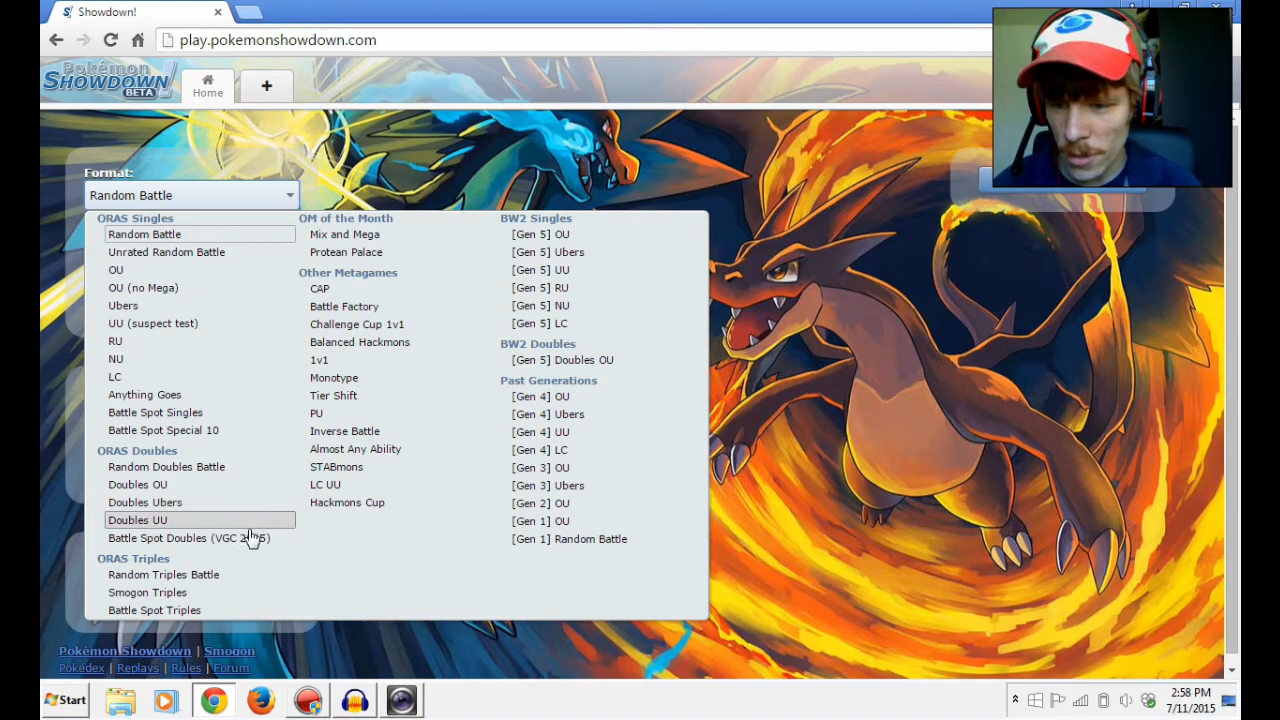 Showdown!
play.pokemonshowdown.com
Pokémon
SHOWDOWN
BETA
Home
Format:
Random Battle
ORAS Singles
Random Battle
Unrated Random Battle
OU
OU (no Mega)
Ubers
UU (suspect test)
RU
NU
LC
Anything Goes
Battle Spot Singles
Battle Spot Special 10
ORAS Doubles
Random Doubles Battle
Doubles OU
Doubles Ubers
Doubles UU
Battle Spot Doubles (VGC
ORAS Triples
Random Triples Battle
Smogon Triples
Battle Spot Triples
OM of the Month
Mix and Mega
Protean Palace
Other Metagames
CAP
Battle Factory
Challenge Cup 1v1
Balanced Hackmons
1v1
Monotype
Tier Shift
PU
Inverse Battle
Almost Any Ability
STABmons
LC UU
Hackmons Cup
BW2 Singles
[Gen 5] OU
[Gen 5] Ubers
[Gen 5] UU
[Gen 5] RU
[Gen 5] NU
[Gen 5] LC
BW2 Doubles
[Gen 5] Doubles OU
Past Generations
[Gen 4] OU
[Gen 4] Ubers
[Gen 4] UU
[Gen 4] LC
[Gen 3] OU
[Gen 3] Ubers
[Gen 2] OU
[Gen 1] OU
[Gen 1] Random Battle
Pokémon Showdown | Smogon
Pokédex | Replays | Rules | Forum
Start
2:58 PM
7/11/2015